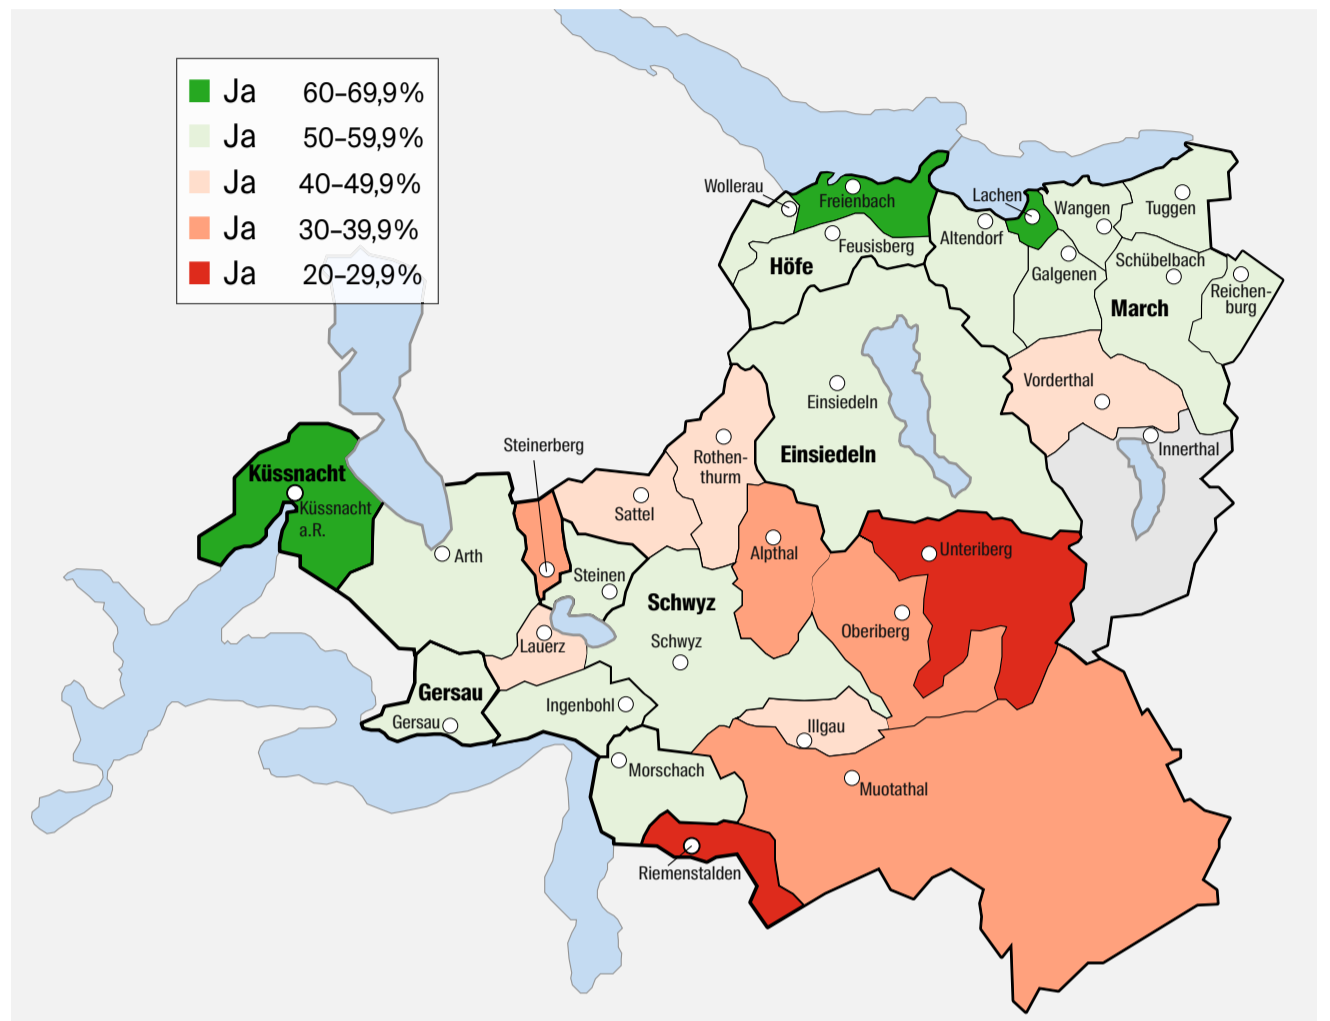 Ja 60–69,9%
Ja 50–59,9%
Ja 40–49,9%
Ja 30–39,9%
Ja 20–29,9%
Wollerau
Freienbach
Feusisberg
Höfe
Lachen
Altendorf
Wangen
Tuggen
Galgenen
Schübelbach
March
Reichen-
burg
Vorderthal
Innerthal
Einsiedeln
Einsiedeln
Rothen-
thurm
Steinerberg
Sattel
Küssnacht
Küssnacht
a.R.
Arth
Steinen
Alpthal
Unteriberg
Oberiberg
Schwyz
Schwyz
Lauerz
Gersau
Gersau
Ingenbohl
Illgau
Morschach
Muotathal
Riemenstalden